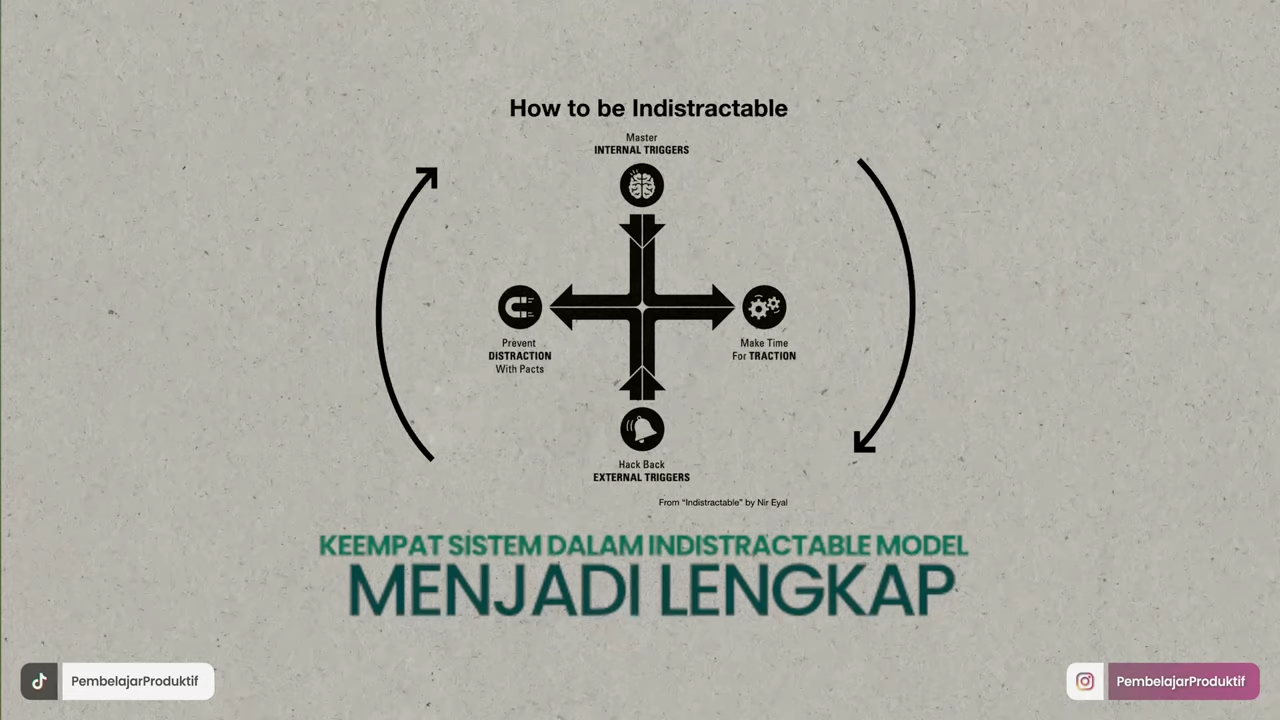 How to be Indistractable
Master
INTERNAL TRIGGERS
Prevent
DISTRACTION
With Pacts
Make Time
For TRACTION
Hack Back
EXTERNAL TRIGGERS
From “Indistractable” by Nir Eyal
KEEMPAT SISTEM DALAM INDISTRACTABLE MODEL
MENJADI LENGKAP
PembelajarProduktif
PembelajarProduktif